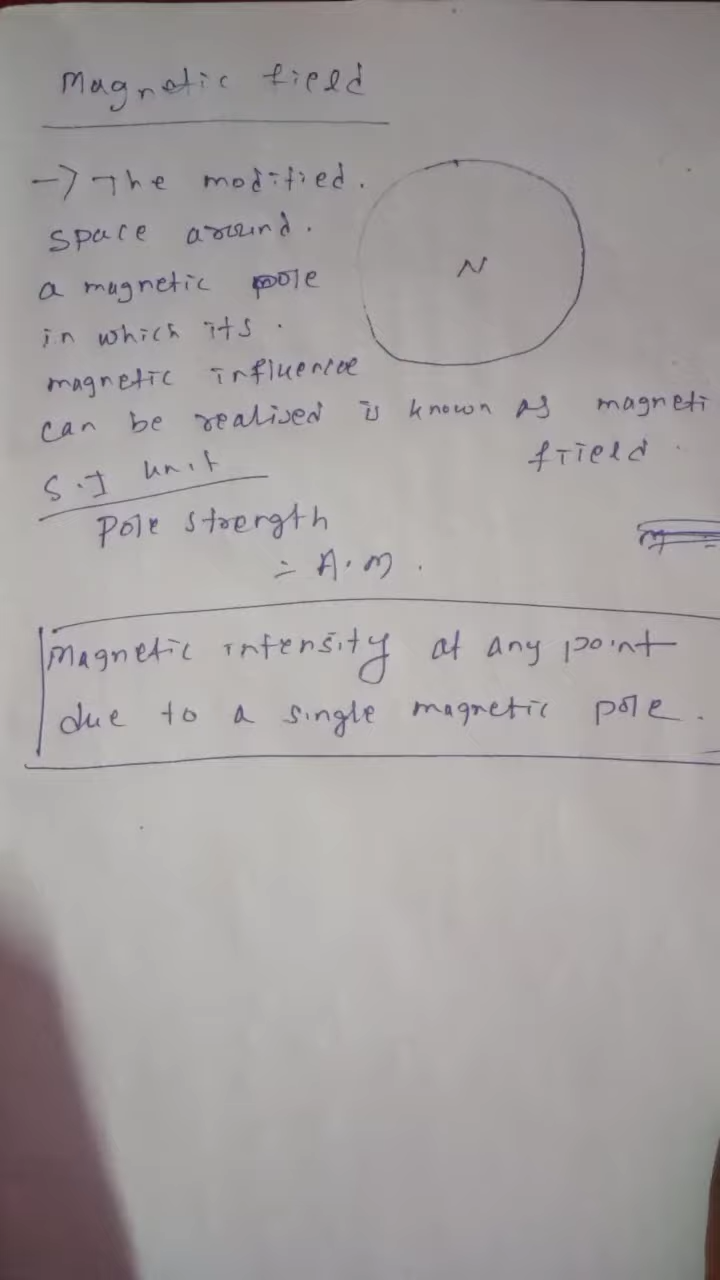 Magnetic field
→ The modified.
space around.
a magnetic pole
in which its.
magnetic influence
N
can be realised is known as magneti
frield.
S.I unit
Pole strength
= A.m.
Magnetic intensity at any point
due to a single magnetic pole.